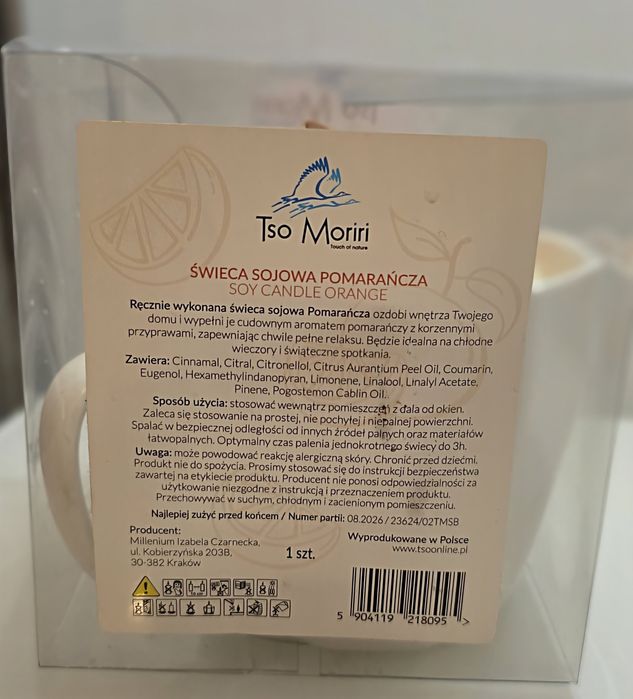 Tso Moriri
Touch of nature
ŚWIECA SOJOWA POMARAŃCZA
SOY CANDLE ORANGE
Ręcznie wykonana świeca sojowa Pomarańcza ozdobi wnętrza Twojego
domu i wypełni je cudownym aromatem pomarańczy z korzennymi
przyprawami, zapewniając chwile pełne relaksu. Będzie idealna na chłodne
wieczory i świąteczne spotkania.
Zawiera: Cinnamal, Citral, Citronellol, Citrus Aurantium Peel Oil, Coumarin,
Eugenol, Hexamethylindanopyran, Limonene, Linalool, Linalyl Acetate,
Pinene, Pogostemon Cablin Oil.
Sposób użycia: stosować wewnątrz pomieszczeń z dala od okien.
Zaleca się stosowanie na prostej, nie pochyłej i niepalnej powierzchni.
Spalać w bezpiecznej odległości od innych źródeł palnych oraz materiałów
łatwopalnych. Optymalny czas palenia jednokrotnego świecy do 3h.
Uwaga: może powodować reakcję alergiczną skóry. Chronić przed dziećmi.
Produkt nie do spożycia. Prosimy stosować się do instrukcji bezpieczeństwa
zawartej na etykiecie produktu. Producent nie ponosi odpowiedzialności za
użytkowanie niezgodne z instrukcją i przeznaczeniem produktu.
Przechowywać w suchym, chłodnym i zacienionym pomieszczeniu.
Najlepiej zużyć przed końcem / Numer partii: 08.2026 / 23624/02TMSB
Producent:
Millenium Izabela Czarnecka,
ul. Kobierzyńska 203B,
30-382 Kraków
1 szt.
Wyprodukowane w Polsce
www.tsoonline.pl
5 904119 218095 >